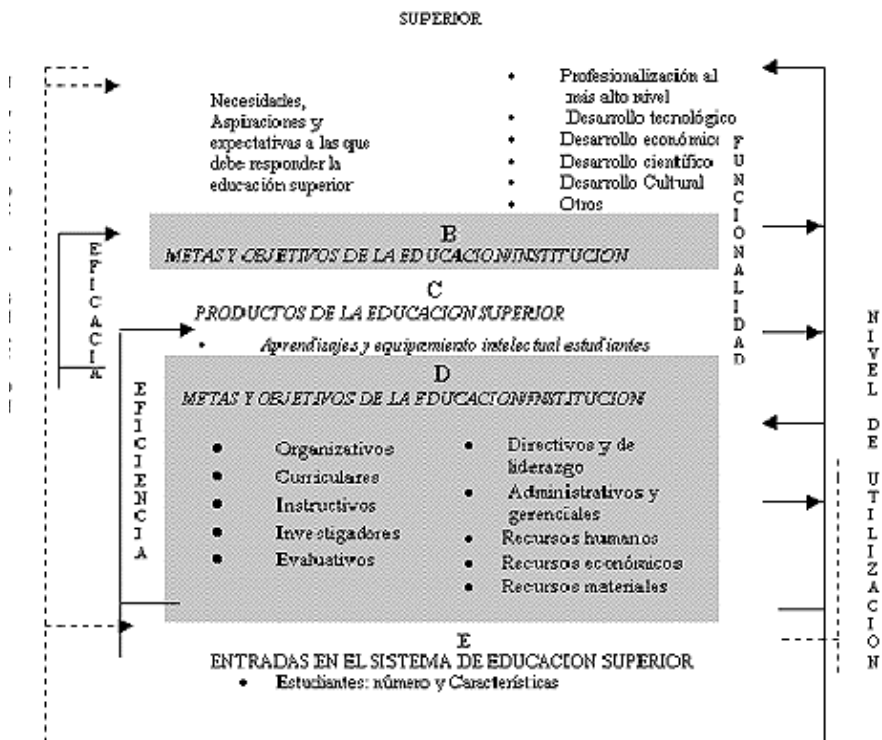 SUPERIOR
Necesidades,
Aspiraciones y
expectativas a las que
debe responder la
educación superior
• Profesionalización al
más alto nivel
• Desarrollo tecnológico
• Desarrollo económico
• Desarrollo científico
• Desarrollo Cultural
• Otros
FUNCIONALIDAD
B
METAS Y OBJETIVOS DE LA EDUCACION/INSTITUCION
EFICACIA
C
PRODUCTOS DE LA EDUCACION SUPERIOR
• Aprendizajes y equipamiento intelectual estudiantes
NIVEL DE UTILIZACION
D
METAS Y OBJETIVOS DE LA EDUCACION/INSTITUCION
EFICIENCIA
• Organizativos
• Curriculares
• Instructivos
• Investigadores
• Evaluativos
• Directivos y de
liderazgo
• Administrativos y
gerenciales
• Recursos humanos
• Recursos económicos
• Recursos materiales
E
ENTRADAS EN EL SISTEMA DE EDUCACION SUPERIOR
• Estudiantes: número y Características